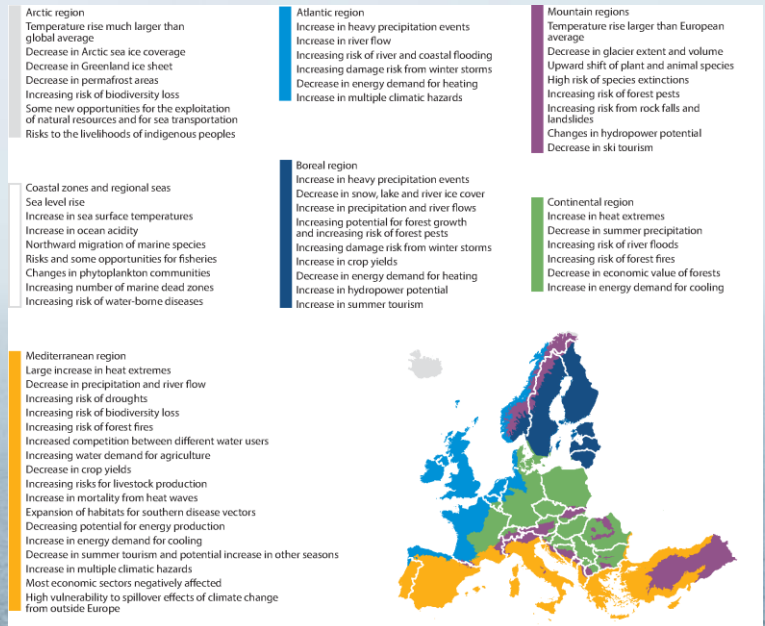 Arctic region
Temperature rise much larger than
global average
Decrease in Arctic sea ice coverage
Decrease in Greenland ice sheet
Decrease in permafrost areas
Increasing risk of biodiversity loss
Some new opportunities for the exploitation
of natural resources and for sea transportation
Risks to the livelihoods of indigenous peoples
Atlantic region
Increase in heavy precipitation events
Increase in river flow
Increasing risk of river and coastal flooding
Increasing damage risk from winter storms
Decrease in energy demand for heating
Increase in multiple climatic hazards
Mountain regions
Temperature rise larger than European
average
Decrease in glacier extent and volume
Upward shift of plant and animal species
High risk of species extinctions
Increasing risk of forest pests
Increasing risk from rock falls and
landslides
Changes in hydropower potential
Decrease in ski tourism
Coastal zones and regional seas
Sea level rise
Increase in sea surface temperatures
Increase in ocean acidity
Northward migration of marine species
Risks and some opportunities for fisheries
Changes in phytoplankton communities
Increasing number of marine dead zones
Increasing risk of water-borne diseases
Boreal region
Increase in heavy precipitation events
Decrease in snow, lake and river ice cover
Increase in precipitation and river flows
Increasing potential for forest growth
and increasing risk of forest pests
Increasing damage risk from winter storms
Increase in crop yields
Decrease in energy demand for heating
Increase in hydropower potential
Increase in summer tourism
Continental region
Increase in heat extremes
Decrease in summer precipitation
Increasing risk of river floods
Increasing risk of forest fires
Decrease in economic value of forests
Increase in energy demand for cooling
Mediterranean region
Large increase in heat extremes
Decrease in precipitation and river flow
Increasing risk of droughts
Increasing risk of biodiversity loss
Increasing risk of forest fires
Increased competition between different water users
Increasing water demand for agriculture
Decrease in crop yields
Increasing risks for livestock production
Increase in mortality from heat waves
Expansion of habitats for southern disease vectors
Decreasing potential for energy production
Increase in energy demand for cooling
Decrease in summer tourism and potential increase in other seasons
Increase in multiple climatic hazards
Most economic sectors negatively affected
High vulnerability to spillover effects of climate change
from outside Europe